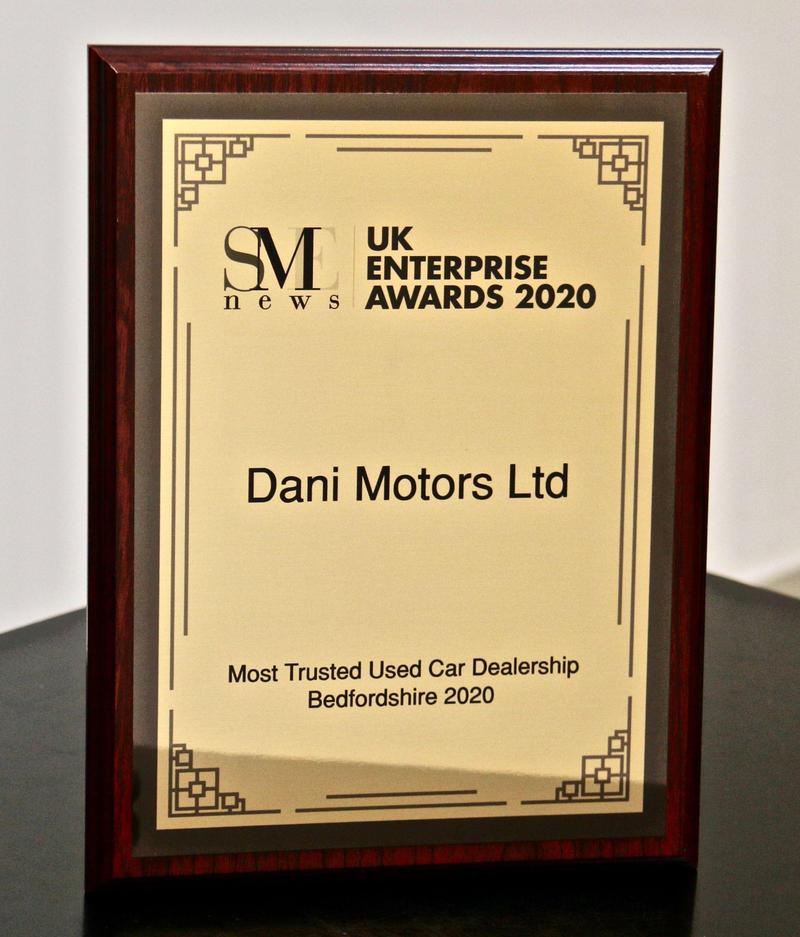 SME
news
UK
ENTERPRISE
AWARDS 2020
Dani Motors Ltd
Most Trusted Used Car Dealership
Bedfordshire 2020